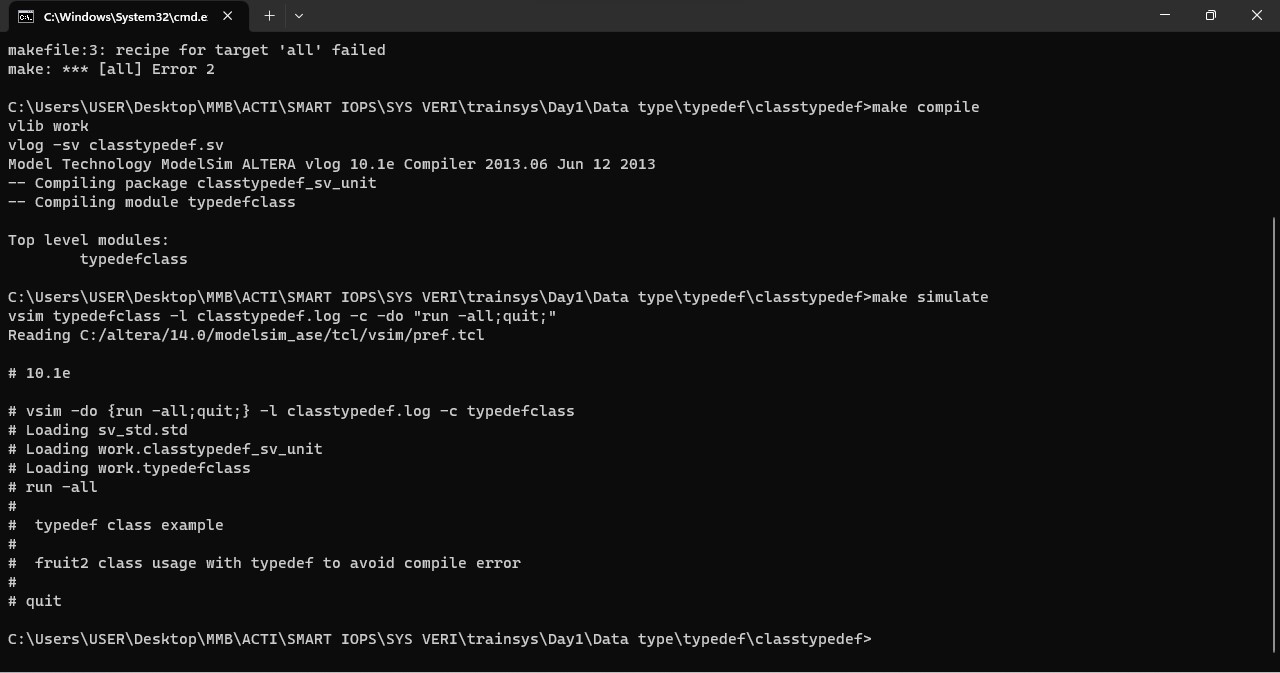 C:\Windows\System32\cmd.e
makefile:3: recipe for target 'all' failed
make: *** [all] Error 2
C:\Users\USER\Desktop\MMB\ACTI\SMART IOPS\SYS VERI\trainsys\Day1\Data type\typedef\classtypedef>make compile
vlib work
vlog -sv classtypedef.sv
Model Technology ModelSim ALTERA vlog 10.1e Compiler 2013.06 Jun 12 2013
-- Compiling package classtypedef_sv_unit
-- Compiling module typedefclass
Top level modules:
typedefclass
C:\Users\USER\Desktop\MMB\ACTI\SMART IOPS\SYS VERI\trainsys\Day1\Data type\typedef\classtypedef>make simulate
vsim typedefclass -l classtypedef.log -c -do "run -all;quit;"
Reading C:/altera/14.0/modelsim_ase/tcl/vsim/pref.tcl
# 10.1e
# vsim -do {run -all;quit;} -l classtypedef.log -c typedefclass
# Loading sv_std.std
# Loading work.classtypedef_sv_unit
# Loading work.typedefclass
# run -all
#
#  typedef class example
#
#  fruit2 class usage with typedef to avoid compile error
#
# quit
C:\Users\USER\Desktop\MMB\ACTI\SMART IOPS\SYS VERI\trainsys\Day1\Data type\typedef\classtypedef>